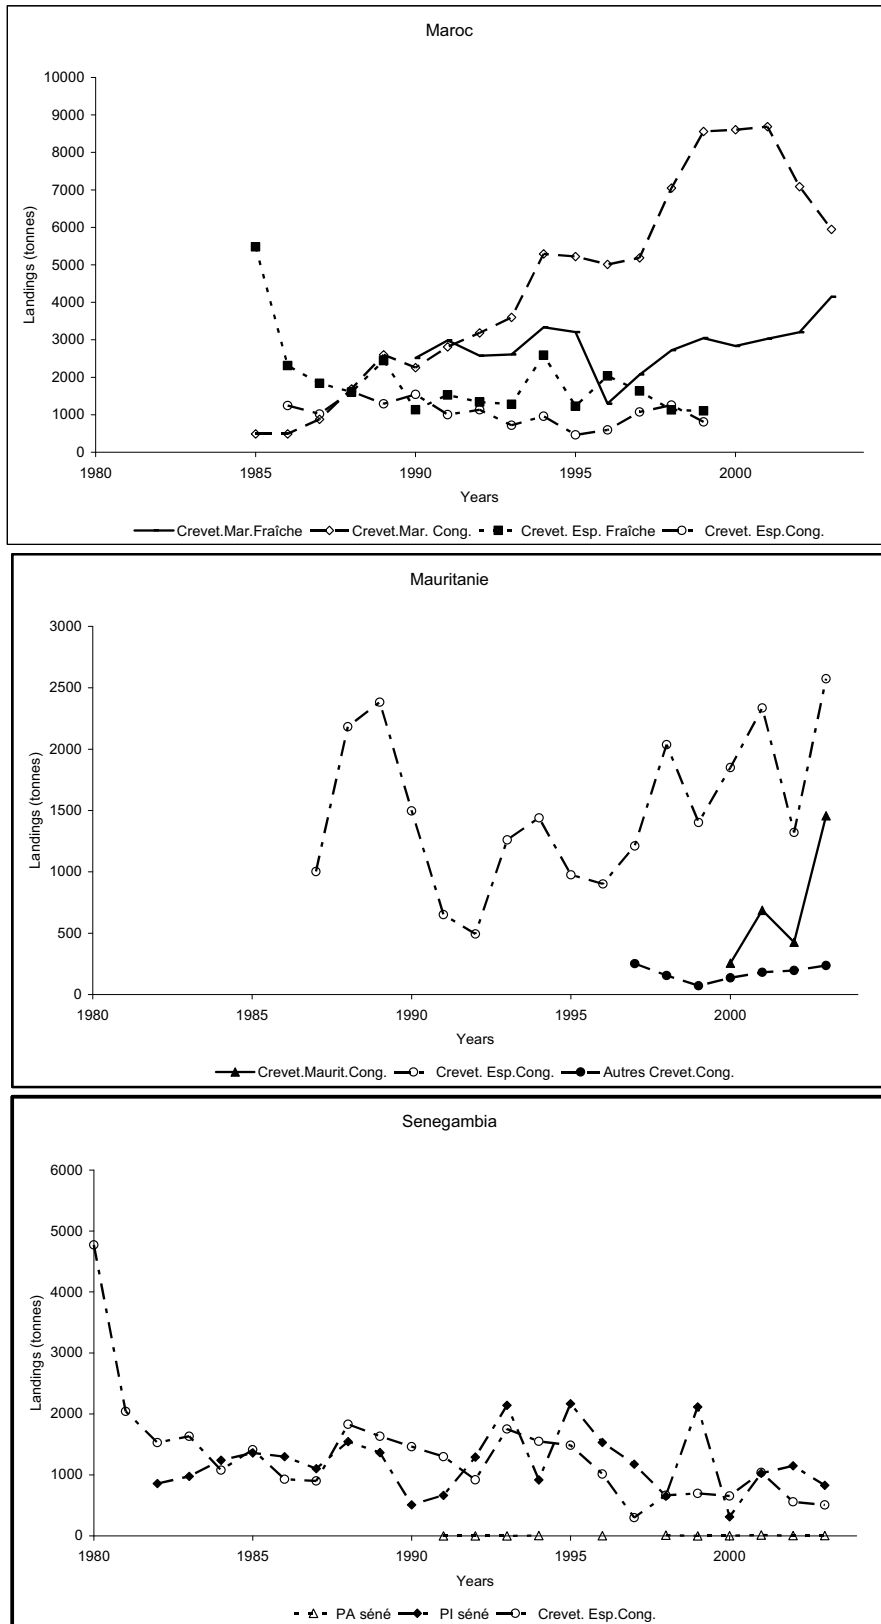 Maroc
10000
9000
8000
7000
6000
5000
4000
3000
2000
1000
0
Landings (tonnes)
1980 1985 1990 1995 2000
Years
Crevet.Mar.Fraîche Crevet.Mar. Cong. Crevet. Esp. Fraîche Crevet. Esp.Cong.
Mauritanie
3000
2500
2000
1500
1000
500
0
Landings (tonnes)
1980 1985 1990 1995 2000
Years
Crevet.Maurit.Cong. Crevet. Esp.Cong. Autres Crevet.Cong.
Senegambia
6000
5000
4000
3000
2000
1000
0
Landings (tonnes)
1980 1985 1990 1995 2000
Years
PA séné PI séné Crevet. Esp.Cong.